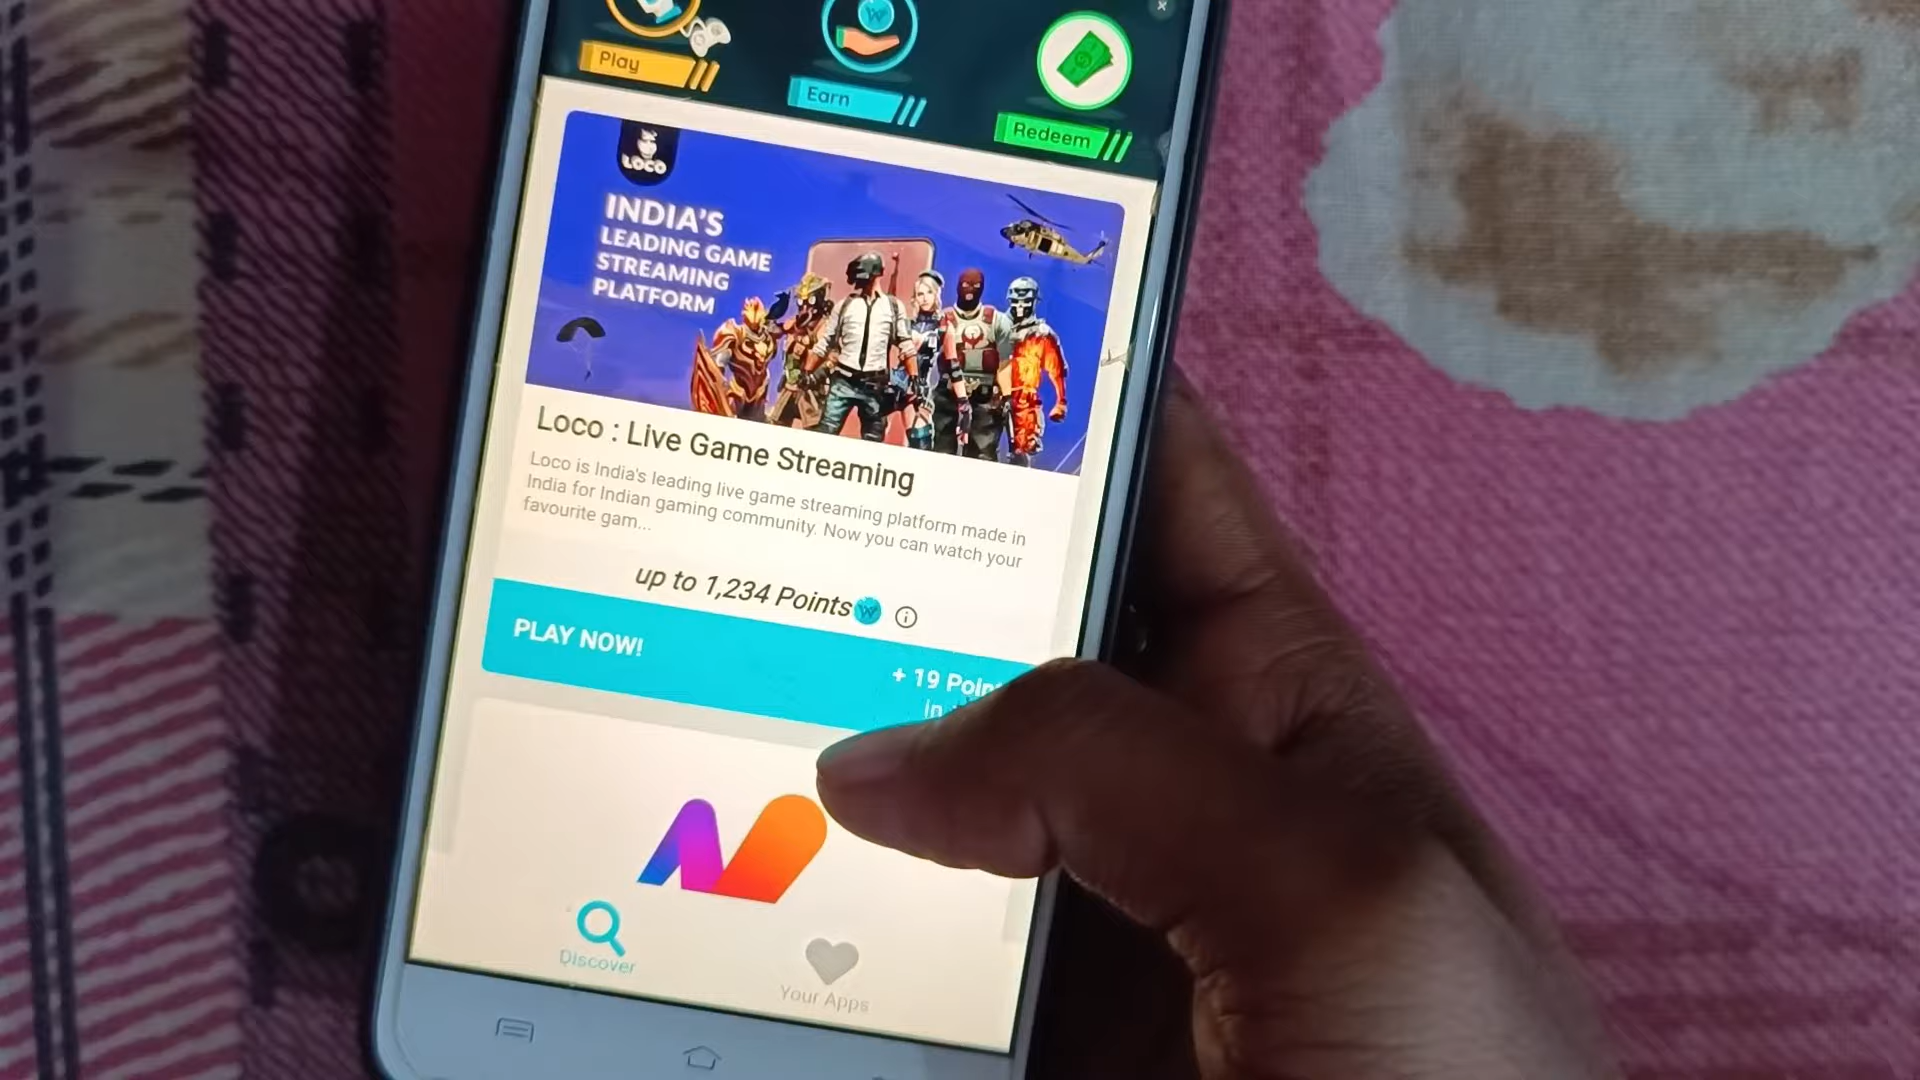 Play
Earn
Redeem
LOCO
INDIA'S
LEADING GAME
STREAMING
PLATFORM
Loco : Live Game Streaming
Loco is India's leading live game streaming platform made in
India for Indian gaming community. Now you can watch your
favourite gam...
up to 1,234 Points
PLAY NOW!
+ 19
Discover
Your Apps